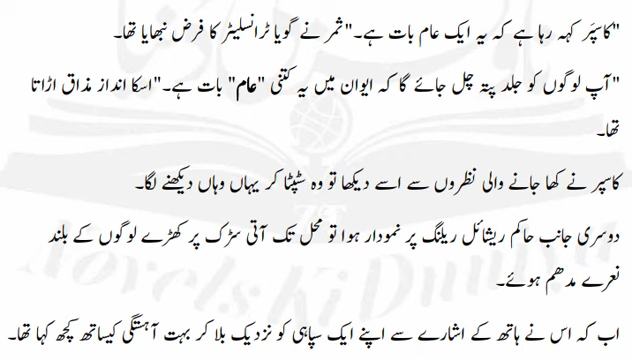 "کاسپر کہہ رہا ہے کہ یہ ایک عام بات ہے۔" ثمر نے گویا ٹرانسلیٹر کا فرض نبھایا تھا۔
"آپ لوگوں کو جلد پتہ چل جائے گا کہ ایوان میں یہ کتنی "عام" بات ہے۔" اسکا انداز مذاق اڑاتا
تھا۔
کاسپر نے کھا جانے والی نظروں سے اسے دیکھا تو وہ سٹپٹا کر یہاں وہاں دیکھنے لگا۔
دوسری جانب حاکم ریشائل ریلنگ پر نمودار ہوا تو محل تک آتی سڑک پر کھڑے لوگوں کے بلند
نعرے مدھم ہوئے۔
اب کہ اس نے ہاتھ کے اشارے سے اپنے ایک سپاہی کو نزدیک بلا کر بہت آہستگی کیساتھ کچھ کہا تھا۔
Novels Ki Duniya